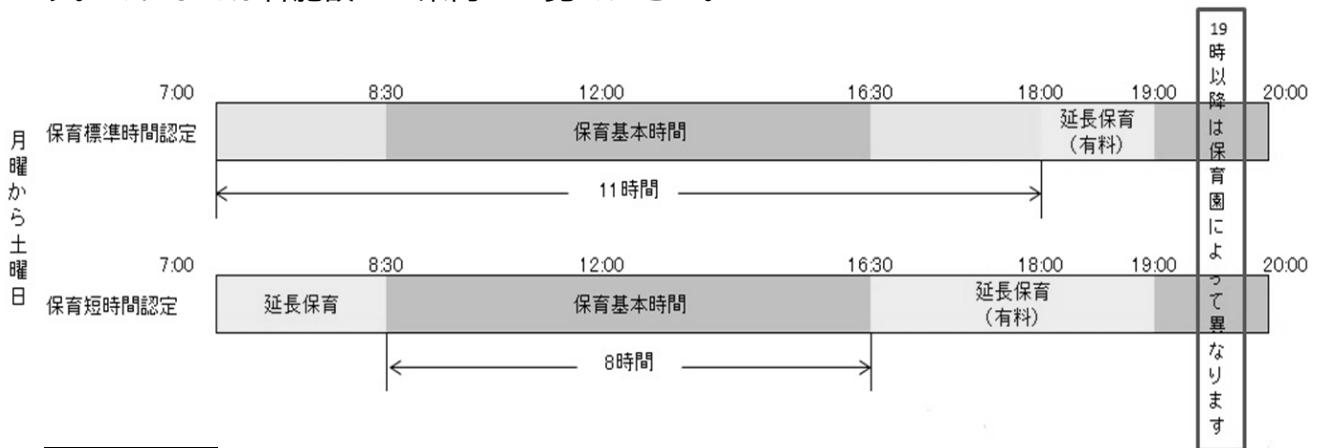 月曜から土曜日
7:00 8:30 12:00 16:30 18:00 19:00 20:00
保育標準時間認定
保育基本時間
延長保育
(有料)
11時間
7:00 8:30 12:00 16:30 18:00 19:00 20:00
保育短時間認定
延長保育
保育基本時間
延長保育
(有料)
8時間
19時以降は保育園によって異なります